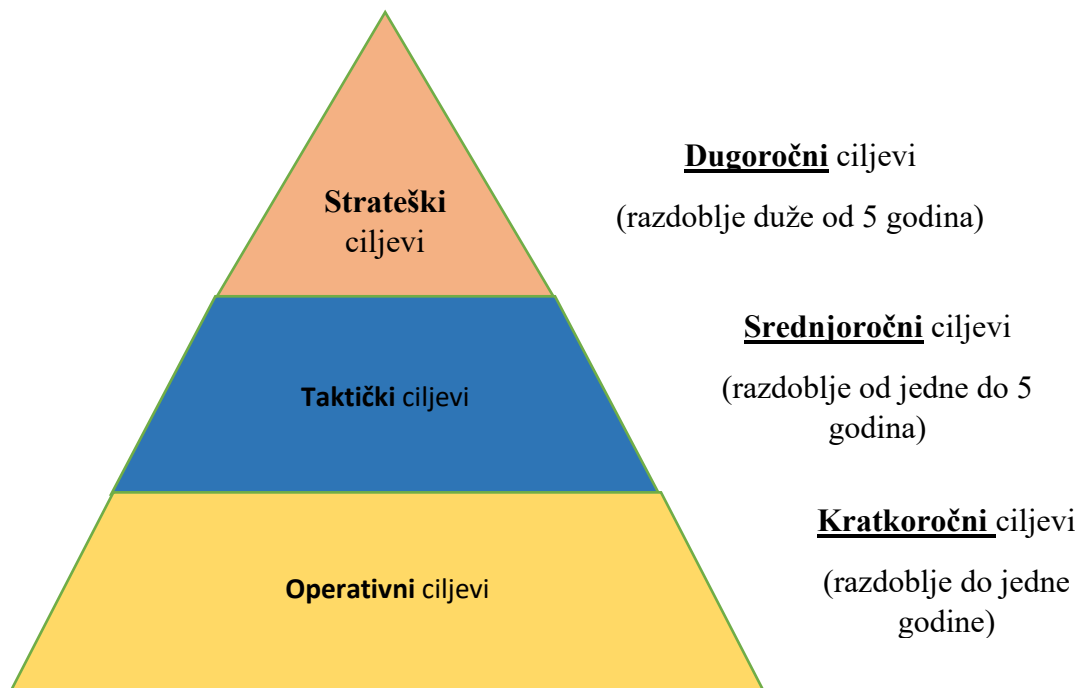 Dugoročni ciljevi
Strateški
ciljevi
(razdoblje duže od 5 godina)
Srednjoročni ciljevi
Taktički ciljevi
(razdoblje od jedne do 5
godina)
Kratkoročni ciljevi
Operativni ciljevi
(razdoblje do jedne
godine)